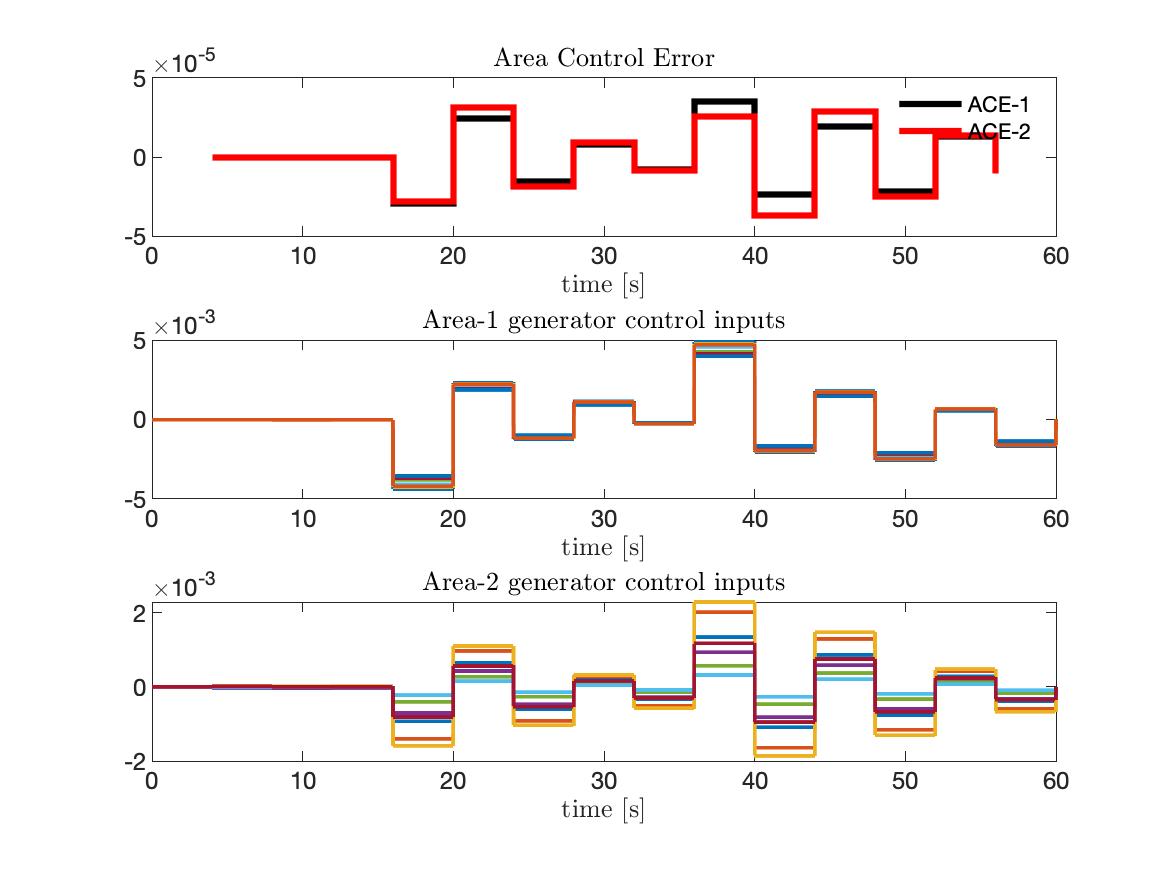 Area Control Error
×10-5
5
0
-5
ACE-1
ACE-2
0 10 20 30 40 50 60
time [s]
Area-1 generator control inputs
×10-3
5
0
-5
0 10 20 30 40 50 60
time [s]
Area-2 generator control inputs
×10-3
2
0
-2
0 10 20 30 40 50 60
time [s]